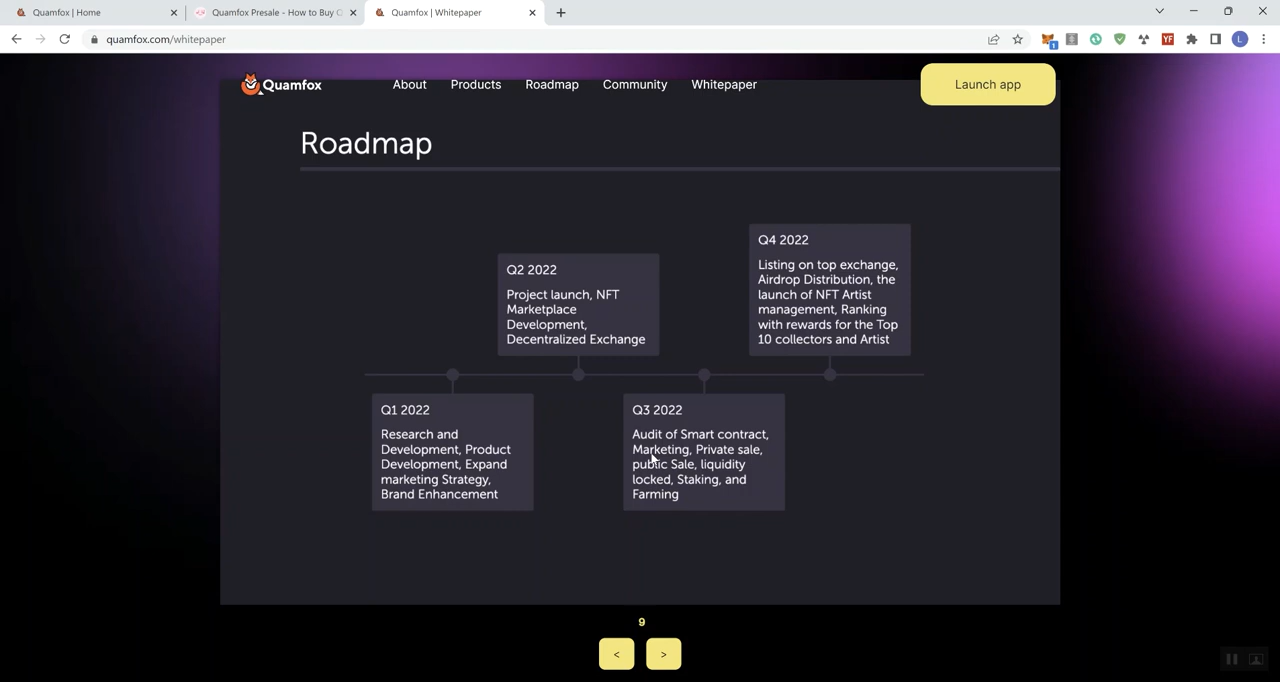 Quamfox | Home
Quamfox Presale - How to Buy
Quamfox | Whitepaper
quamfox.com/whitepaper
1
YF
L
Quamfox
About
Products
Roadmap
Community
Whitepaper
Launch app
Roadmap
Q4 2022
Listing on top exchange,
Airdrop Distribution, the
launch of NFT Artist
management, Ranking
with rewards for the Top
10 collectors and Artist
Q2 2022
Project launch, NFT
Marketplace
Development,
Decentralized Exchange
Q1 2022
Research and
Development, Product
Development, Expand
marketing Strategy,
Brand Enhancement
Q3 2022
Audit of Smart contract,
Marketing, Private sale,
public Sale, liquidity
locked, Staking, and
Farming
9
<
>